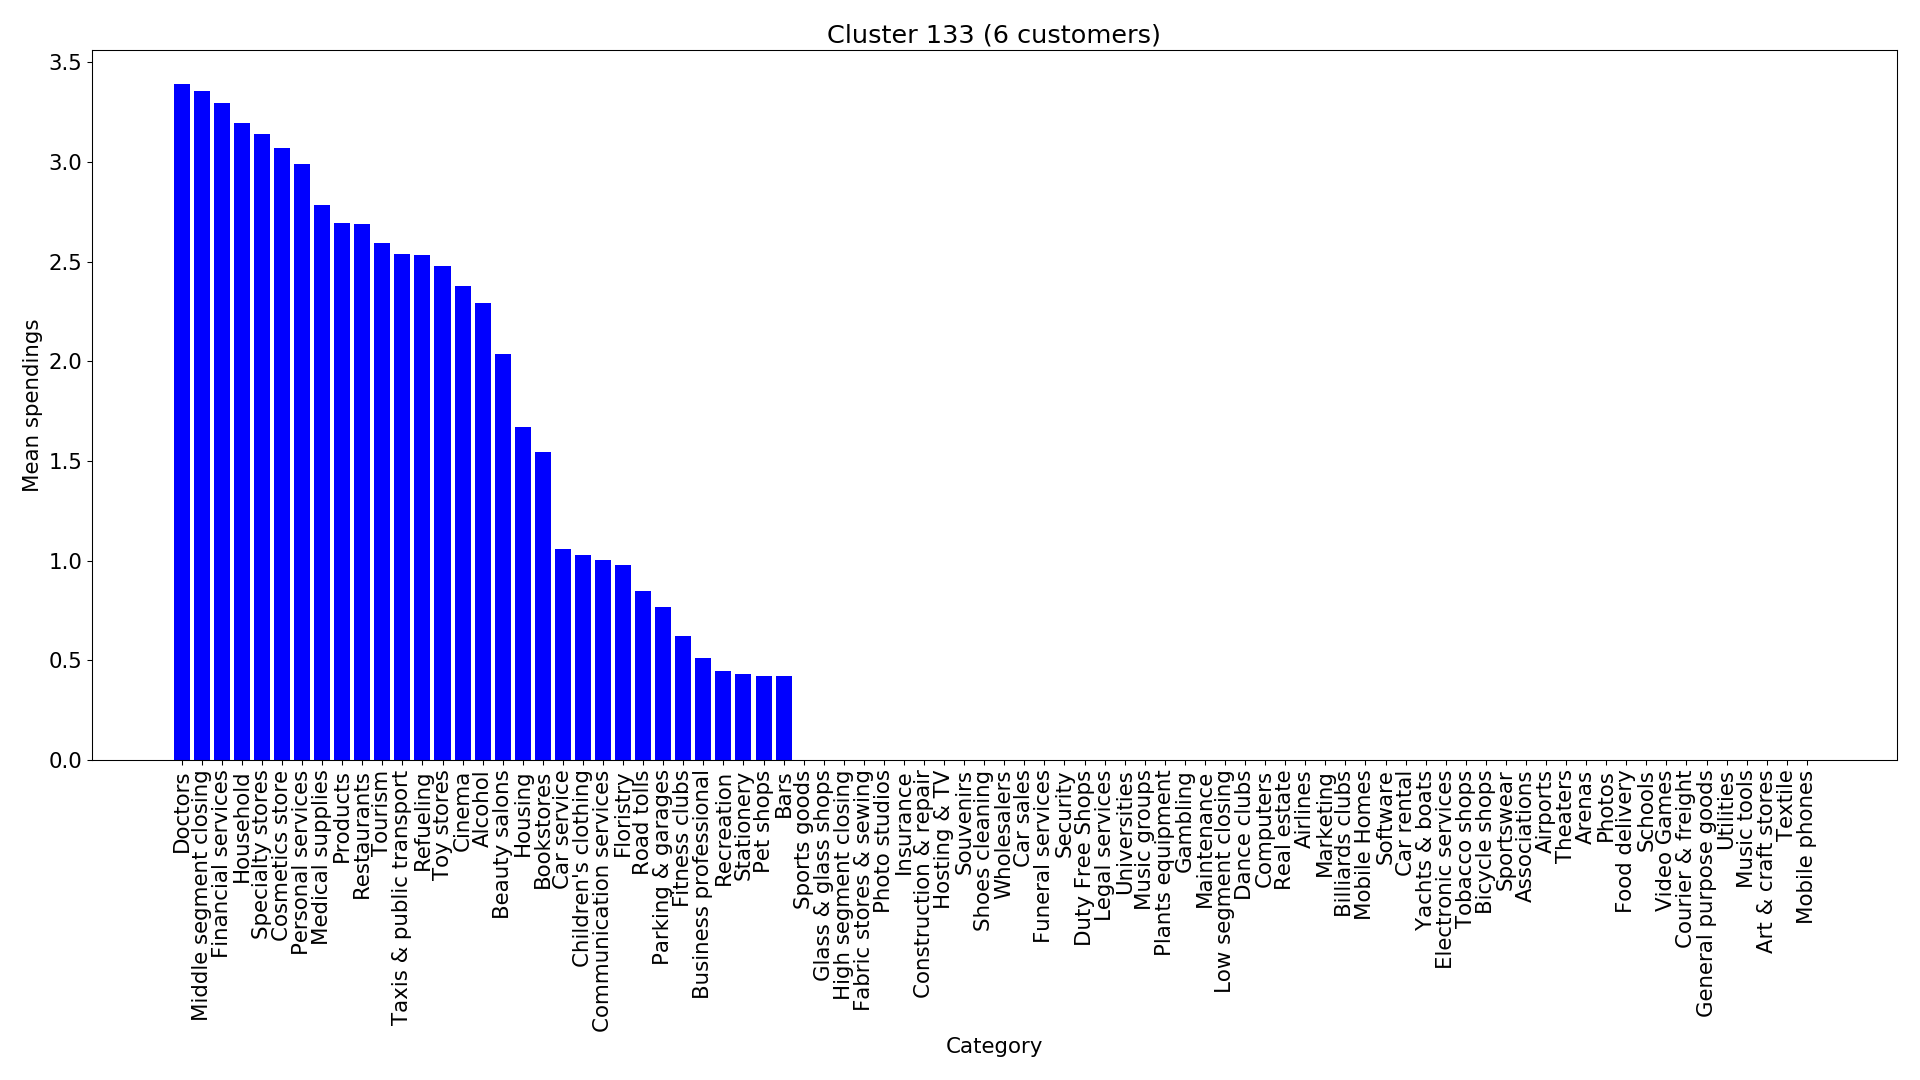 Cluster 133 (6 customers)
Mean spendings
3.5
3.0
2.5
2.0
1.5
1.0
0.5
0.0
Doctors
Middle segment closing
Financial services
Household
Specialty stores
Cosmetics store
Personal services
Medical supplies
Products
Restaurants
Tourism
Taxis & public transport
Refueling
Toy stores
Cinema
Alcohol
Beauty salons
Housing
Bookstores
Car service
Children's clothing
Communication services
Floristry
Road tolls
Parking & garages
Fitness clubs
Business professional
Recreation
Stationery
Pet shops
Bars
Sports goods
Glass & glass shops
High segment closing
Fabric stores & sewing
Photo studios
Insurance
Construction & repair
Hosting & TV
Souvenirs
Shoes cleaning
Wholesalers
Car sales
Funeral services
Security
Duty Free Shops
Legal services
Universities
Music groups
Plants equipment
Gambling
Maintenance
Low segment closing
Dance clubs
Computers
Real estate
Airlines
Marketing
Billiards clubs
Mobile Homes
Software
Car rental
Yachts & boats
Electronic services
Tobacco shops
Bicycle shops
Sportswear
Associations
Airports
Theaters
Arenas
Photos
Food delivery
Schools
Video Games
Courier & freight
General purpose goods
Utilities
Music tools
Art & craft stores
Textile
Mobile phones
Category